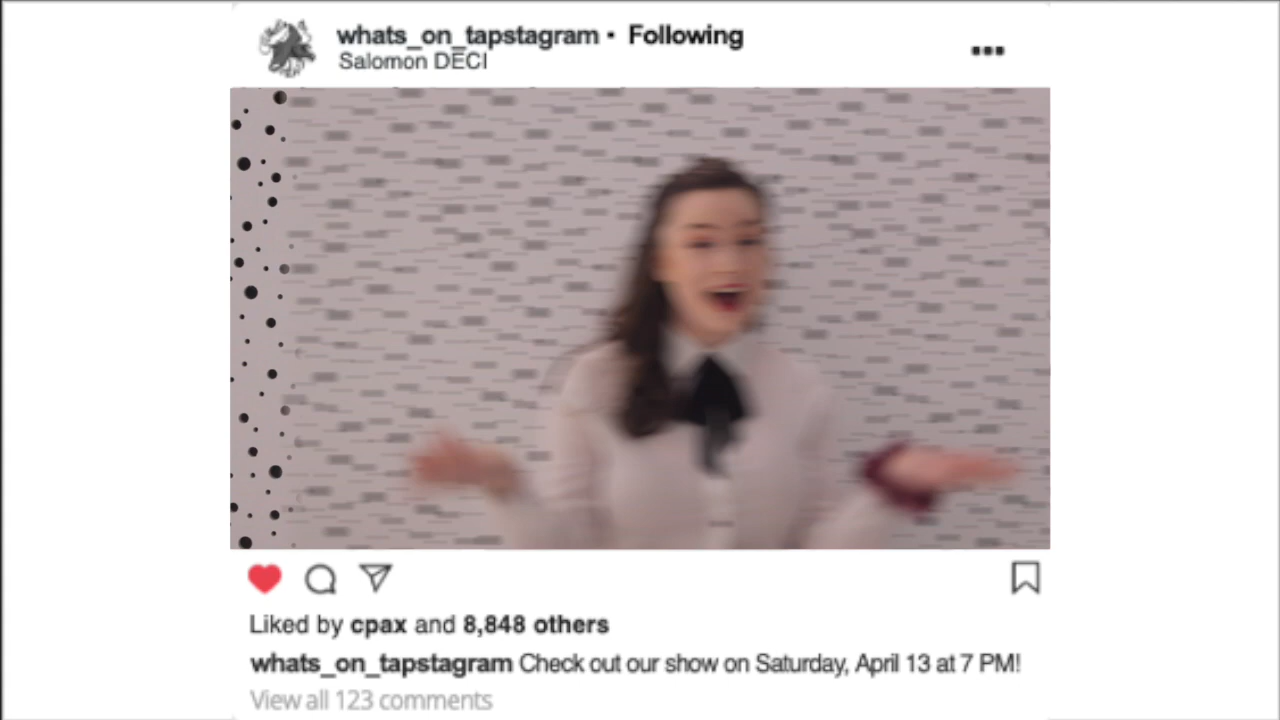 whats_on_tapstagram • Following
Salomon DECI
Liked by cpax and 8,848 others
whats_on_tapstagram Check out our show on Saturday, April 13 at 7 PM!
View all 123 comments